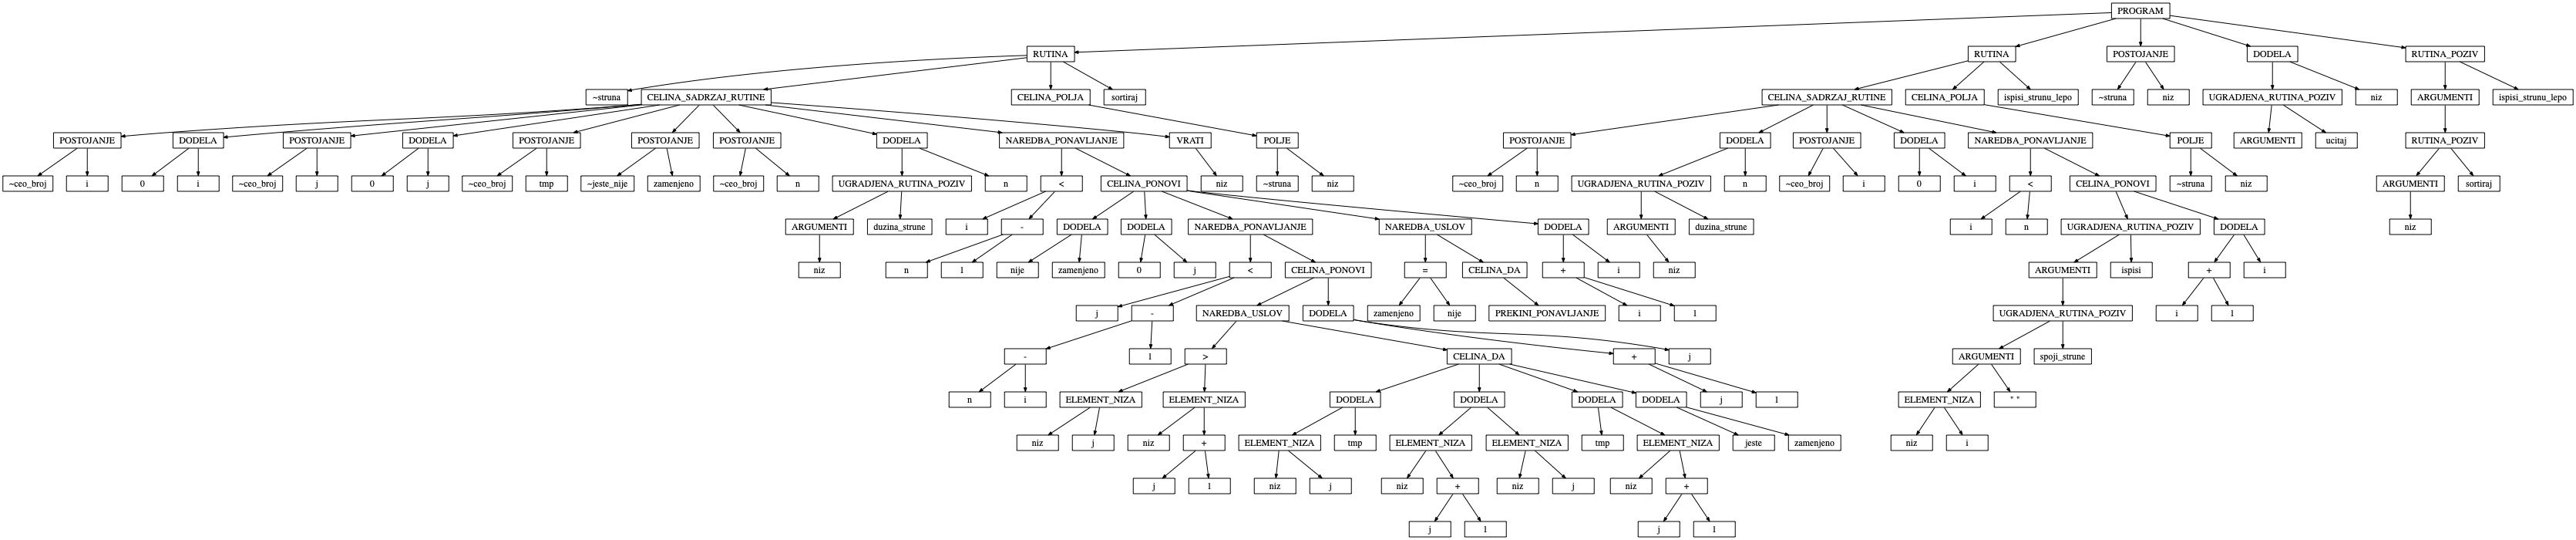 PROGRAM
RUTINA RUTINA POSTOJANJE DODELA RUTINA_POZIV
~struna CELINA_SADRZAJ_RUTINE CELINA_POLJA sortiraj CELINA_SADRZAJ_RUTINE CELINA_POLJA ispisi_strunu_lepo ~struna niz UGRADJENA_RUTINA_POZIV niz ARGUMENTI ispisi_strunu_lepo
POSTOJANJE DODELA POSTOJANJE DODELA POSTOJANJE POSTOJANJE POSTOJANJE DODELA NAREDBA_PONAVLJANJE VRATI POLJE POSTOJANJE DODELA POSTOJANJE DODELA NAREDBA_PONAVLJANJE POLJE ARGUMENTI ucitaj RUTINA_POZIV
~ceo_broj i 0 i ~ceo_broj j 0 j ~ceo_broj tmp ~jeste_nije zamenjeno ~ceo_broj n UGRADJENA_RUTINA_POZIV n < CELINA_PONOVI niz ~struna niz ~ceo_broj n UGRADJENA_RUTINA_POZIV n ~ceo_broj i 0 i < CELINA_PONOVI ~struna niz ARGUMENTI sortiraj
ARGUMENTI duzina_strune i - DODELA DODELA NAREDBA_PONAVLJANJE NAREDBA_USLOV DODELA ARGUMENTI duzina_strune i n UGRADJENA_RUTINA_POZIV DODELA niz
niz n 1 nije zamenjeno 0 j < CELINA_PONOVI = CELINA_DA + i niz ARGUMENTI ispisi + i
j - NAREDBA_USLOV DODELA zamenjeno nije PREKINI_PONAVLJANJE i 1 UGRADJENA_RUTINA_POZIV i 1
- 1 > CELINA_DA + j ARGUMENTI spoji_strune
n i ELEMENT_NIZA ELEMENT_NIZA DODELA DODELA DODELA DODELA j 1 ELEMENT_NIZA " "
niz j niz + ELEMENT_NIZA tmp ELEMENT_NIZA ELEMENT_NIZA tmp ELEMENT_NIZA jeste zamenjeno niz i
j 1 niz j niz + niz j niz +
j 1 j 1